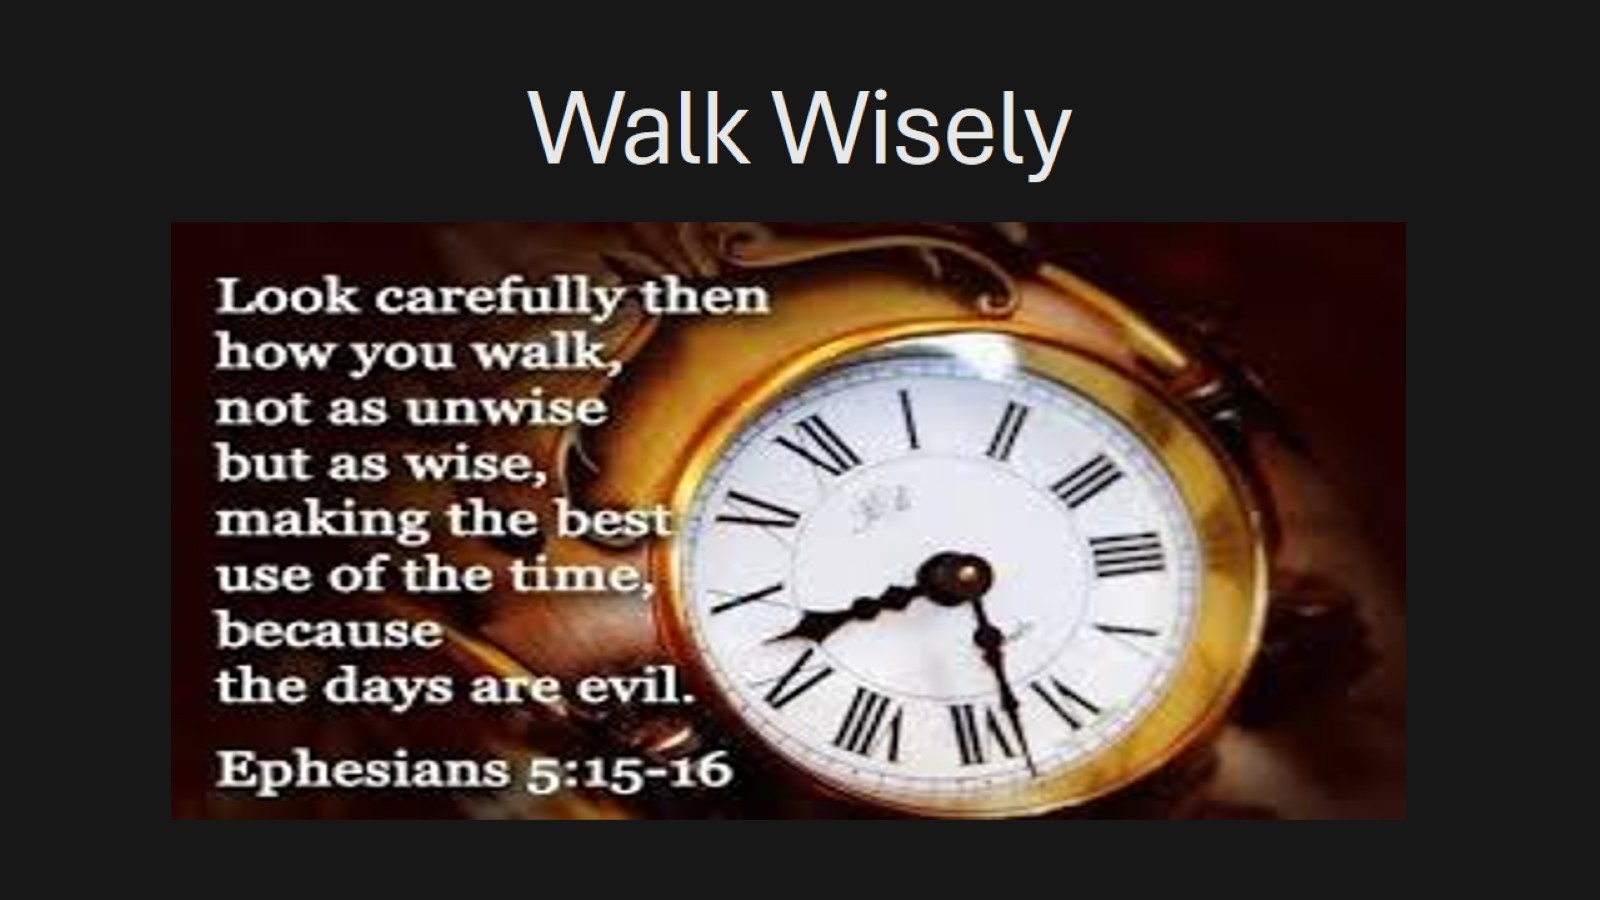 Walk Wisely
Look carefully then
how you walk,
not as unwise
but as wise,
making the best
use of the time,
because
the days are evil.
Ephesians 5:15-16